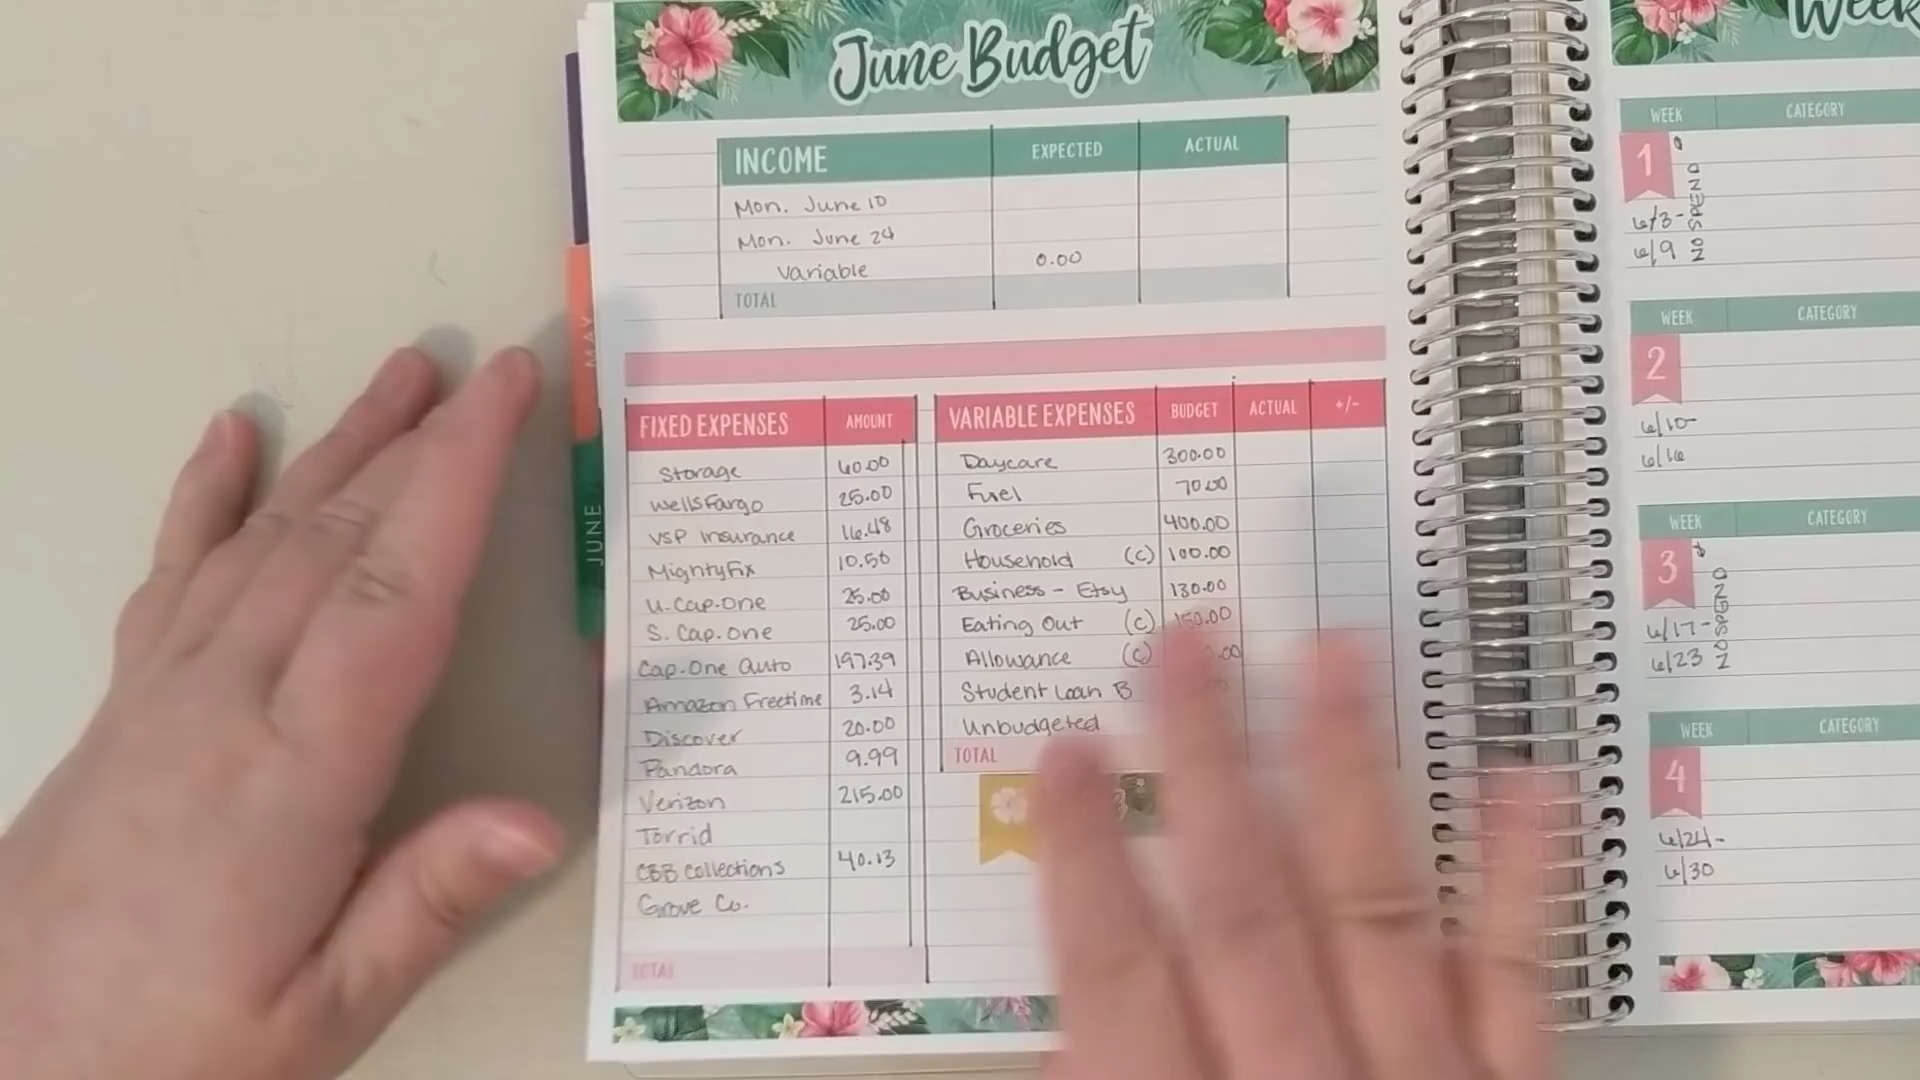 June Budget
INCOME EXPECTED ACTUAL
Mon. June 10
Mon. June 24
Variable 0.00
TOTAL
FIXED EXPENSES AMOUNT
Storage 60.00
Wells Fargo 25.00
VSP Insurance 16.48
MightyFix 10.50
U. Cap. One 25.00
S. Cap. One 25.00
Cap. One Auto 197.39
Amazon Freetime 3.14
Discover 20.00
Pandora 9.99
Verizon 215.00
Torrid
CBB Collections 40.13
Grove Co.
TOTAL
VARIABLE EXPENSES BUDGET ACTUAL +/-
Daycare 300.00
Fuel 70.00
Groceries 400.00
Household (c) 100.00
Business - Etsy 130.00
Eating Out (c) 150.00
Allowance (c)
Student Loan B
Unbudgeted
TOTAL
MAY
JUNE
WEEK CATEGORY
1
6/3-
6/9
NO SPEND
WEEK CATEGORY
2
6/10-
6/16
WEEK CATEGORY
3
6/17-
6/23
NO SPEND
WEEK CATEGORY
4
6/24-
6/30